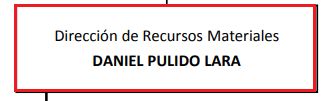 Dirección de Recursos Materiales
DANIEL PULIDO LARA